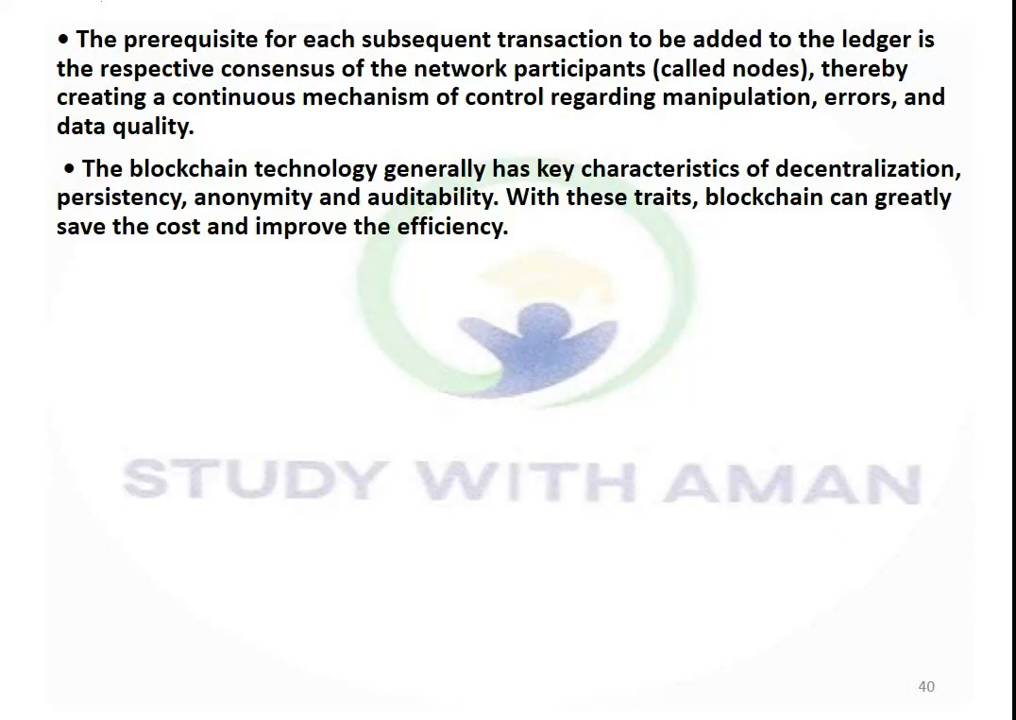 • The prerequisite for each subsequent transaction to be added to the ledger is
the respective consensus of the network participants (called nodes), thereby
creating a continuous mechanism of control regarding manipulation, errors, and
data quality.
• The blockchain technology generally has key characteristics of decentralization,
persistency, anonymity and auditability. With these traits, blockchain can greatly
save the cost and improve the efficiency.
STUDY WITH AMAN
40